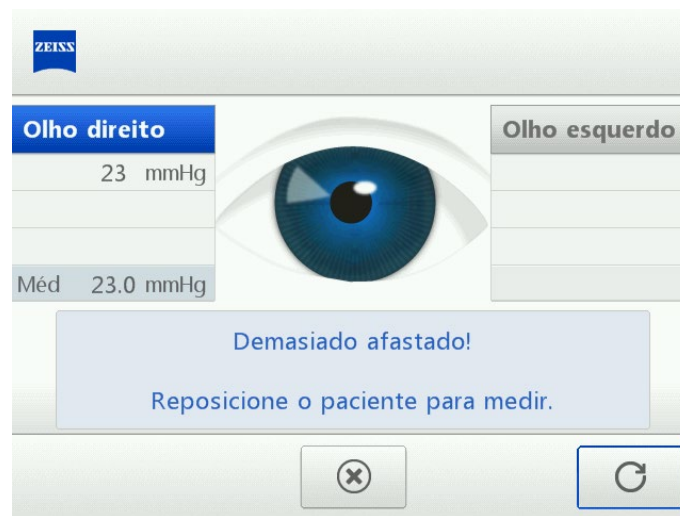 ZEISS
Olho direito
23 mmHg
Méd 23.0 mmHg
Olho esquerdo
Demasiado afastado!
Reposicione o paciente para medir.